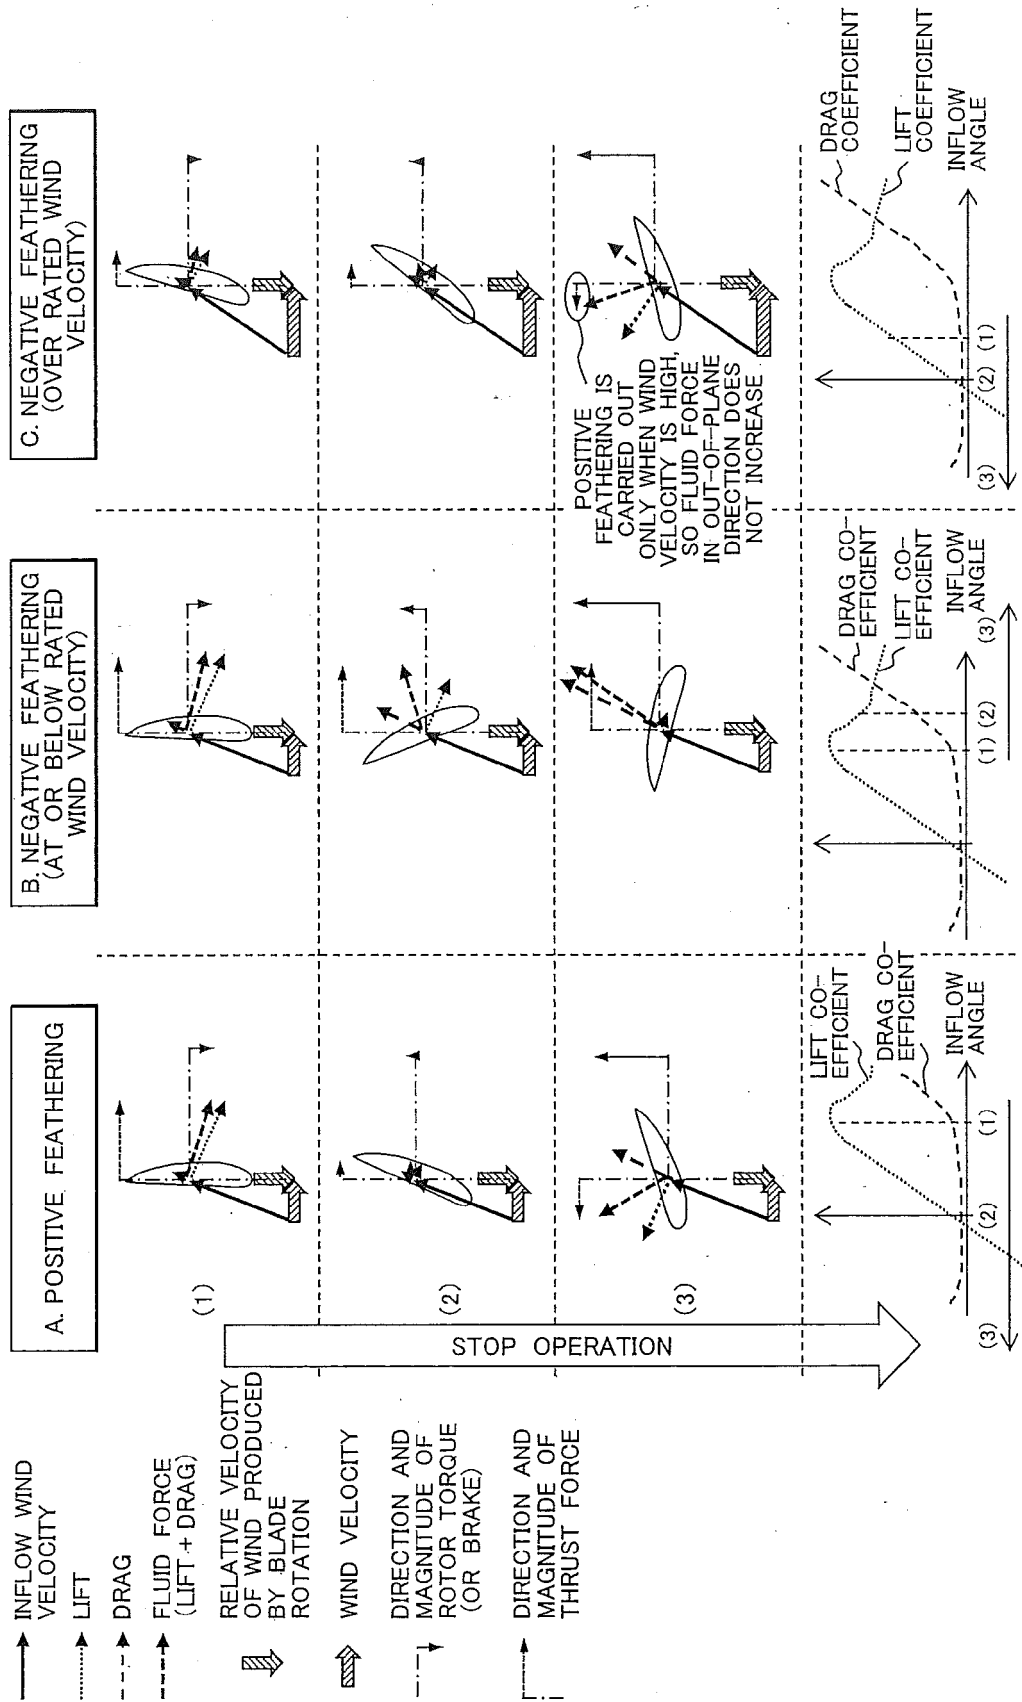 INFLOW WIND
VELOCITY
LIFT
DRAG
FLUID FORCE
(LIFT + DRAG)
RELATIVE VELOCITY
OF WIND PRODUCED
BY BLADE
ROTATION
WIND VELOCITY
DIRECTION AND
MAGNITUDE OF
ROTOR TORQUE
(OR BRAKE)
DIRECTION AND
MAGNITUDE OF
THRUST FORCE
STOP OPERATION
(1)
(2)
(3)
A. POSITIVE FEATHERING
LIFT CO-
EFFICIENT
DRAG CO-
EFFICIENT
INFLOW
ANGLE
(3)
(2)
(1)
B. NEGATIVE FEATHERING
(AT OR BELOW RATED
WIND VELOCITY)
DRAG CO-
EFFICIENT
LIFT CO-
EFFICIENT
INFLOW
ANGLE
(1)
(2)
(3)
C. NEGATIVE FEATHERING
(OVER RATED WIND
VELOCITY)
POSITIVE
FEATHERING IS
CARRIED OUT
ONLY WHEN WIND
VELOCITY IS HIGH,
SO FLUID FORCE
IN OUT-OF-PLANE
DIRECTION DOES
NOT INCREASE
DRAG
COEFFICIENT
LIFT
COEFFICIENT
INFLOW
ANGLE
(3)
(2)
(1)